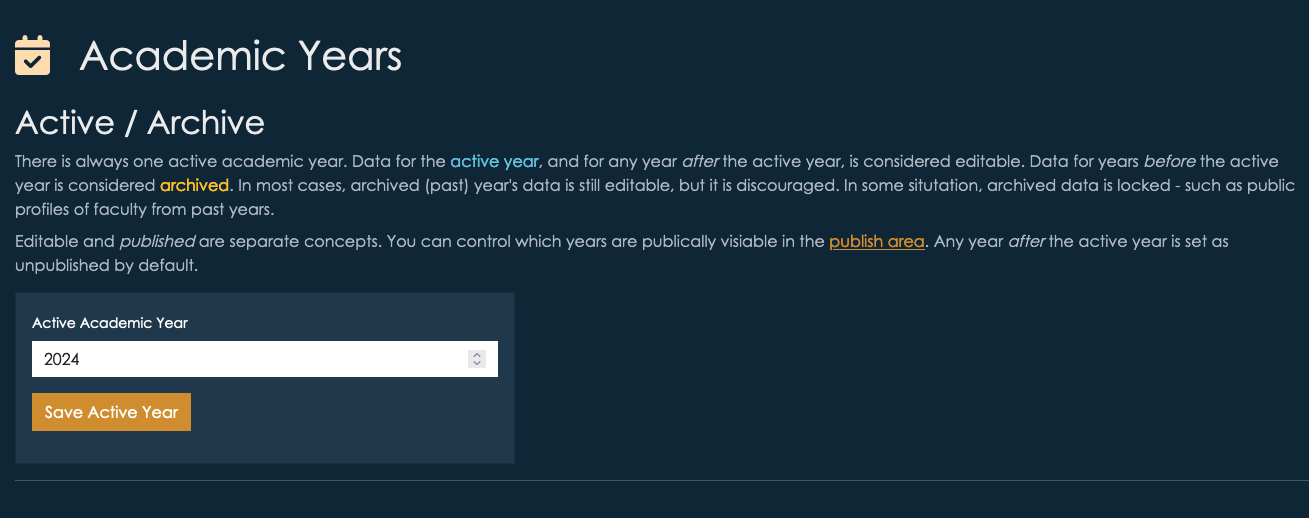 Academic Years
Active / Archive
There is always one active academic year. Data for the active year, and for any year after the active year, is considered editable. Data for years before the active
year is considered archived. In most cases, archived (past) year's data is still editable, but it is discouraged. In some situtation, archived data is locked - such as public
profiles of faculty from past years.
Editable and published are separate concepts. You can control which years are publically visiable in the publish area. Any year after the active year is set as
unpublished by default.
Active Academic Year
2024
Save Active Year